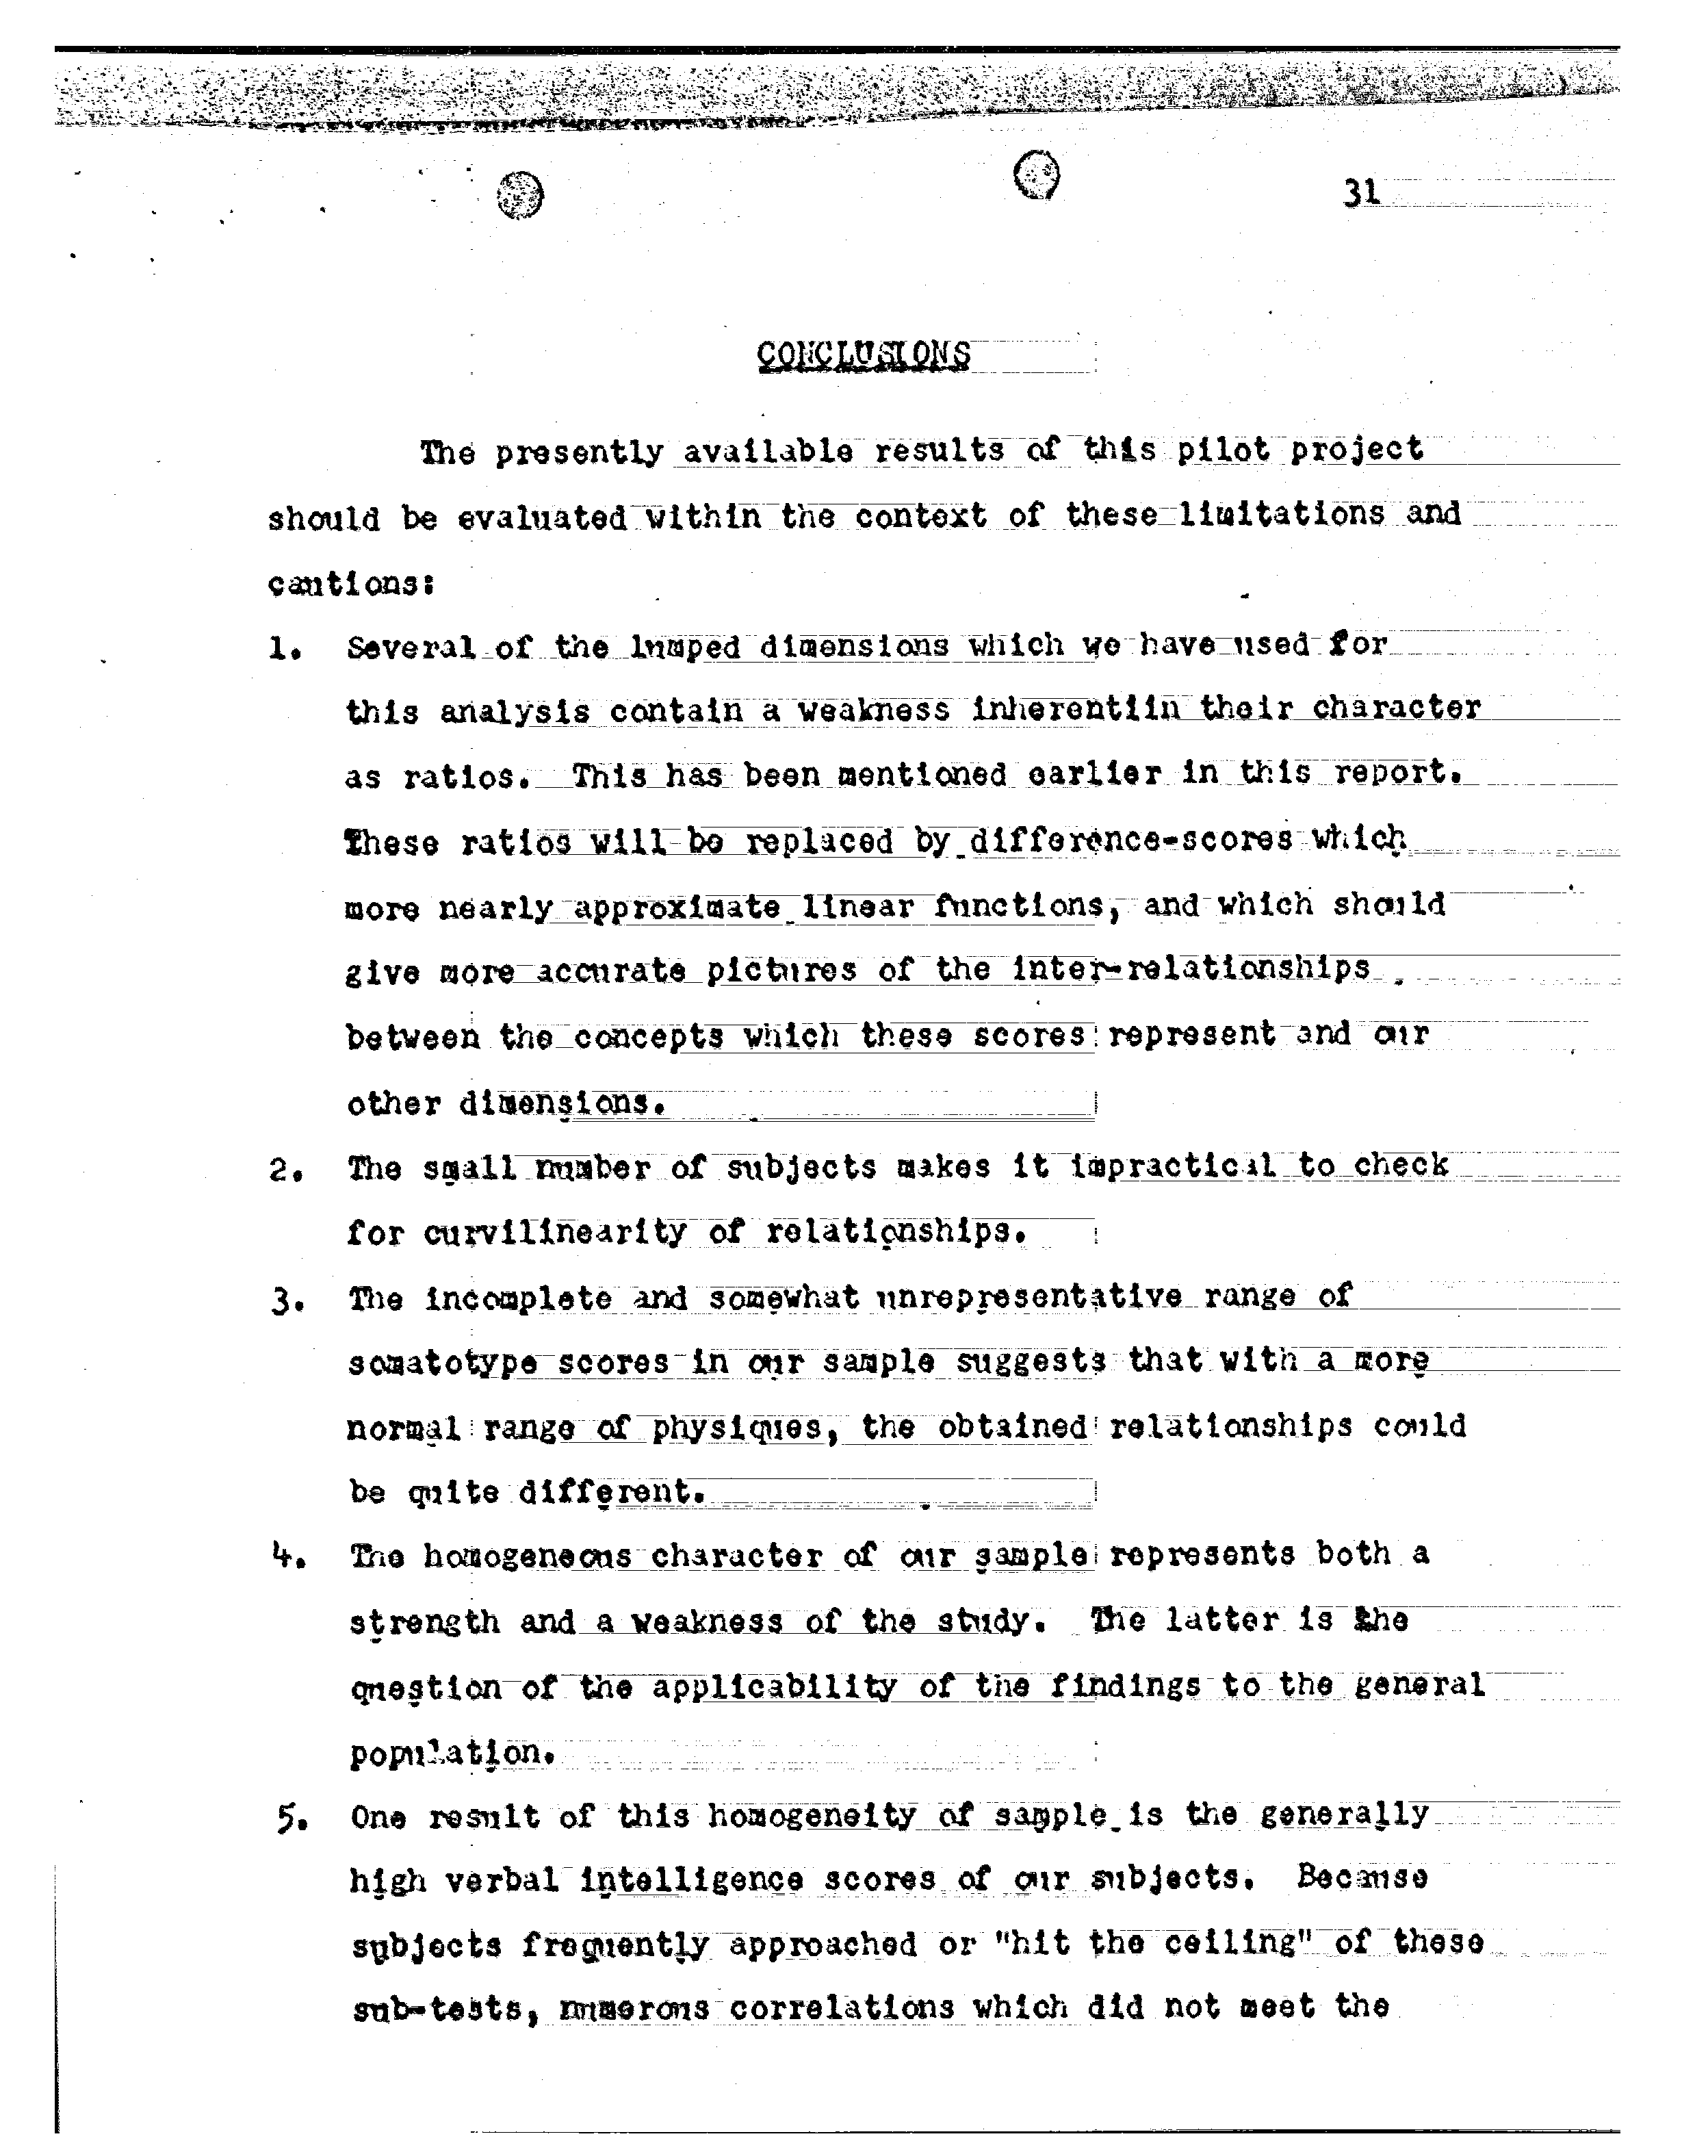 31
CONCLUSIONS
The presently available results of this pilot project
should be evaluated within the context of these limitations and
cautions:
1. Several of the lumped dimensions which we have used for
this analysis contain a weakness inherentiin their character
as ratios. This has been mentioned earlier in this report.
These ratios will be replaced by difference-scores which
more nearly approximate linear functions, and which should
give more accurate pictures of the inter-relationships
between the concepts which these scores represent and our
other dimensions.
2. The small number of subjects makes it impractical to check
for curvilinearity of relationships.
3. The incomplete and somewhat unrepresentative range of
somatotype scores in our sample suggests that with a more
normal range of physiques, the obtained relationships could
be quite different.
4. The homogeneous character of our sample represents both a
strength and a weakness of the study. The latter is the
question of the applicability of the findings to the general
population.
5. One result of this homogeneity of sample is the generally
high verbal intelligence scores of our subjects. Because
subjects frequently approached or "hit the ceiling" of these
sub-tests, numerous correlations which did not meet the